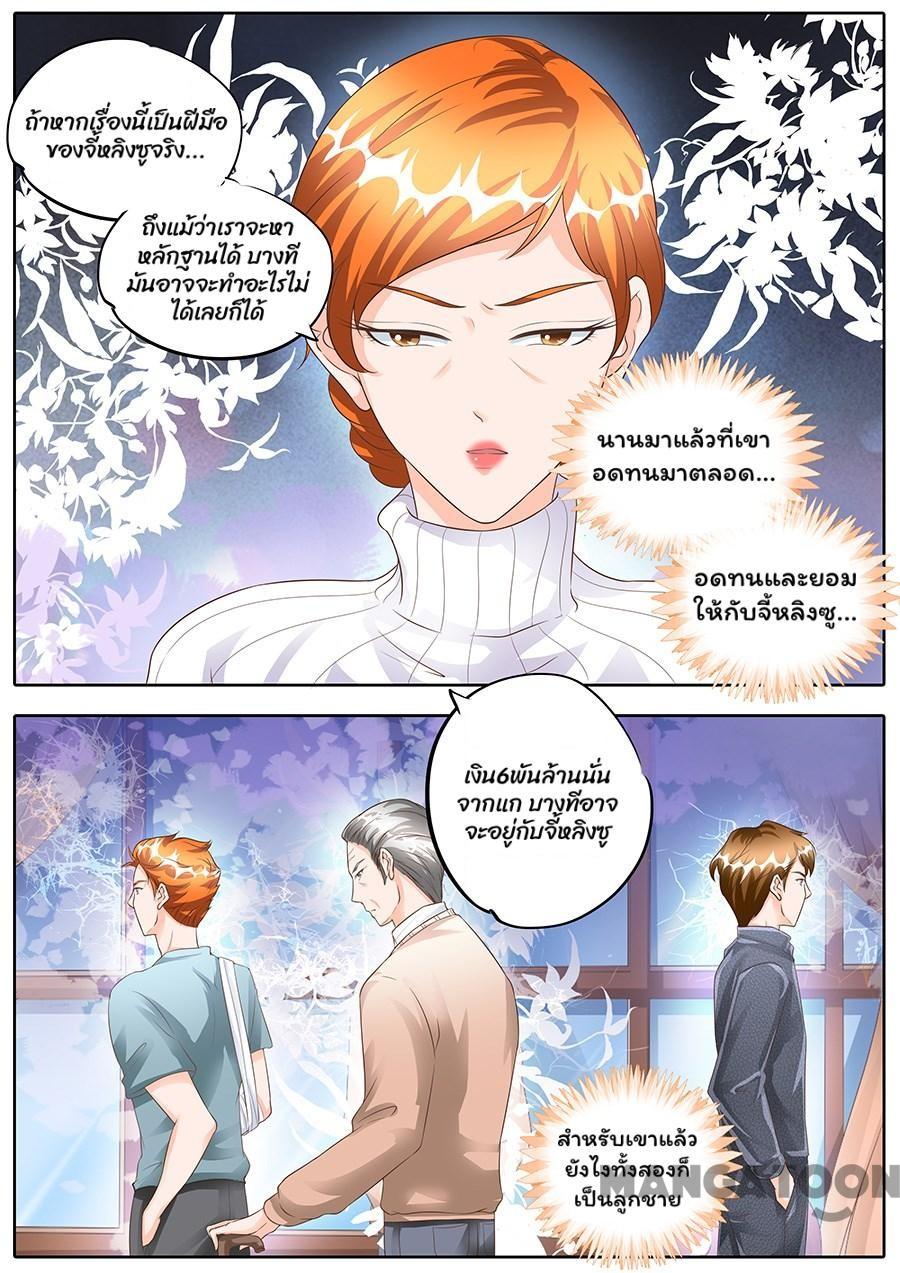 ถ้าหากเรื่องนี้เป็นฝีมือ
ของจี้หลิงซูจริง...
ถึงแม้ว่าเราจะหา
หลักฐานได้ บางที
มันอาจจะทำอะไรไม่
ได้เลยก็ได้
นานมาแล้วที่เขา
อดทนมาตลอด...
อดทนและยอม
ให้กับจี้หลิงซู...
เงิน6พันล้านนั่น
จากแก บางทีอาจ
จะอยู่กับจี้หลิงซู
สำหรับเขาแล้ว
ยังไงทั้งสองก็
เป็นลูกชาย
MANGATOON